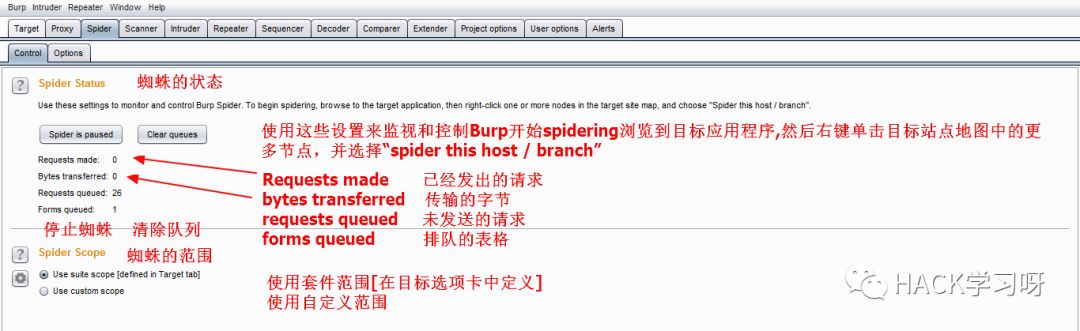 Burp Intruder Repeater Window Help
Target Proxy Spider Scanner Intruder Repeater Sequencer Decoder Comparer Extender Project options User options Alerts
Control Options
? Spider Status 蜘蛛的状态
Use these settings to monitor and control Burp Spider. To begin spidering, browse to the target application, then right-click one or more nodes in the target site map, and choose "Spider this host / branch".
Spider is paused Clear queues
使用这些设置来监视和控制Burp开始spidering浏览到目标应用程序,然后右键单击目标站点地图中的更
多节点，并选择“spider this host / branch”
Requests made: 0
Bytes transferred: 0
Requests queued: 26
Forms queued: 1
Requests made 已经发出的请求
bytes transferred 传输的字节
requests queued 未发送的请求
forms queued 排队的表格
停止蜘蛛 清除队列
? Spider Scope 蜘蛛的范围
Use suite scope [defined in Target tab]
Use custom scope
使用套件范围[在目标选项卡中定义]
使用自定义范围
HACK学习呀